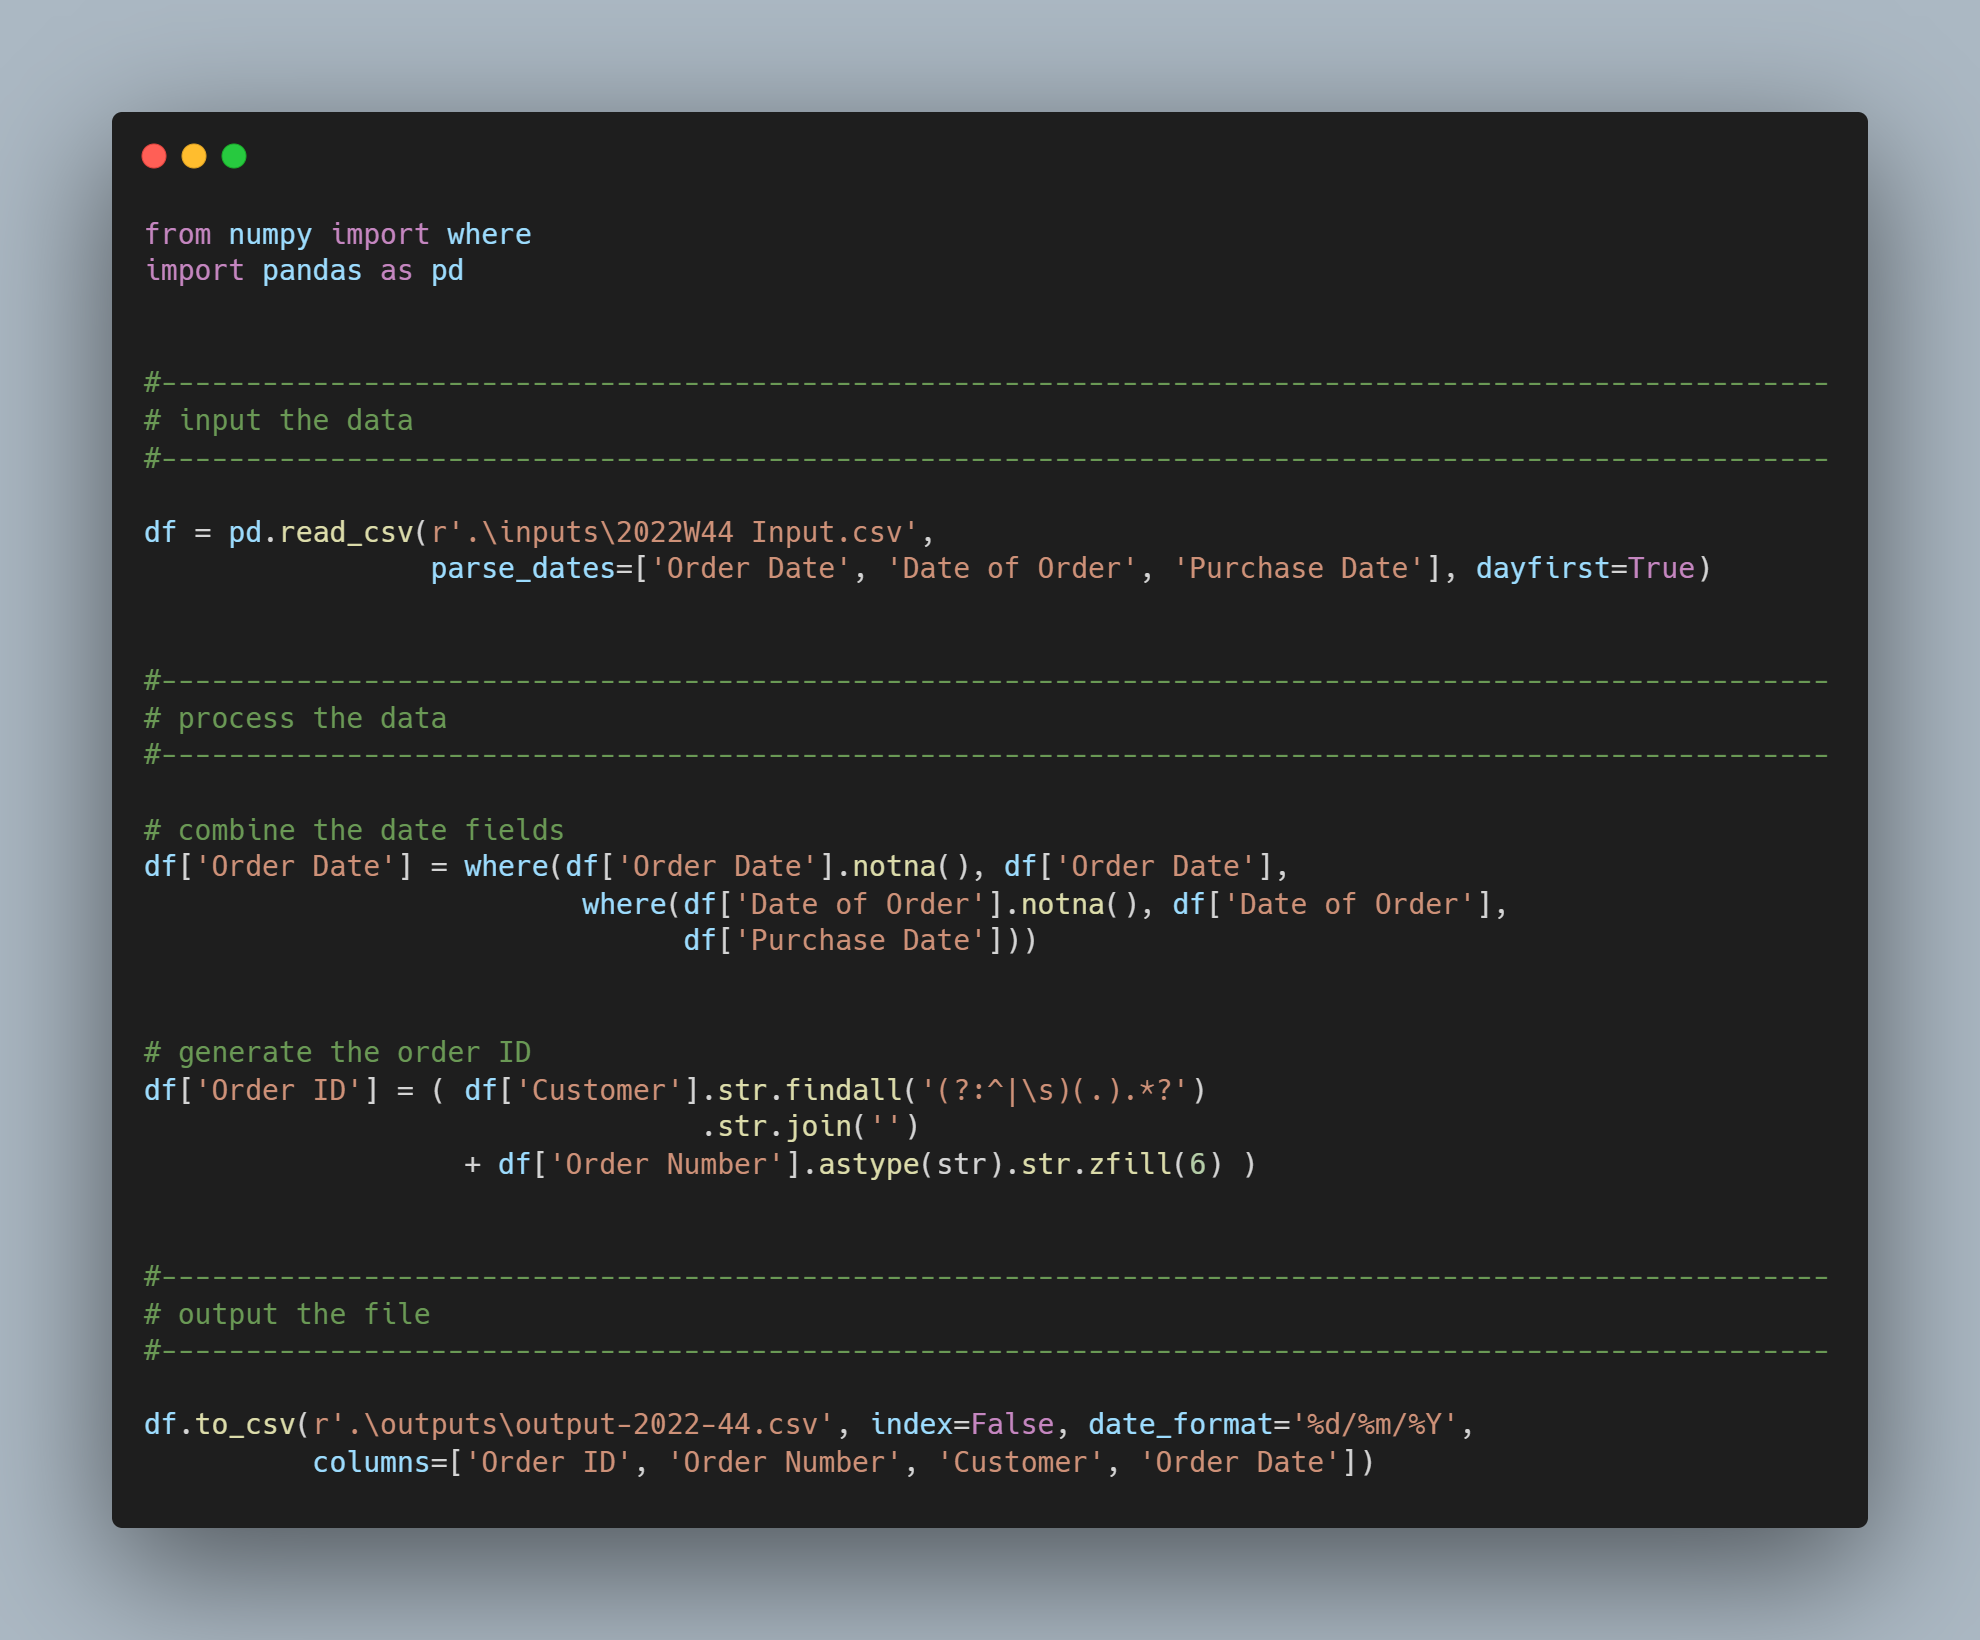 from numpy import where
import pandas as pd
#---------------------------------------------------------------------------------------------------
# input the data
#---------------------------------------------------------------------------------------------------
df = pd.read_csv(r'.\inputs\2022W44 Input.csv',
                 parse_dates=['Order Date', 'Date of Order', 'Purchase Date'], dayfirst=True)
#---------------------------------------------------------------------------------------------------
# process the data
#---------------------------------------------------------------------------------------------------
# combine the date fields
df['Order Date'] = where(df['Order Date'].notna(), df['Order Date'],
                          where(df['Date of Order'].notna(), df['Date of Order'],
                                df['Purchase Date']))
# generate the order ID
df['Order ID'] = ( df['Customer'].str.findall('(?:^|\s)(.).*?')
                                 .str.join('')
                   + df['Order Number'].astype(str).str.zfill(6) )
#---------------------------------------------------------------------------------------------------
# output the file
#---------------------------------------------------------------------------------------------------
df.to_csv(r'.\outputs\output-2022-44.csv', index=False, date_format='%d/%m/%Y',
          columns=['Order ID', 'Order Number', 'Customer', 'Order Date'])